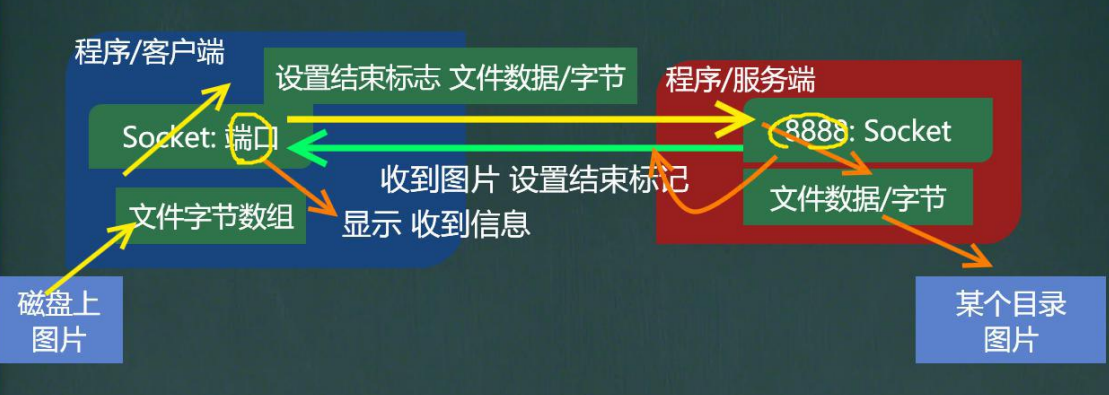 程序/客户端
设置结束标志 文件数据/字节
程序/服务端
Socket: 端口
8888: Socket
收到图片 设置结束标记
文件数据/字节
文件字节数组
显示 收到信息
磁盘上
图片
某个目录
图片